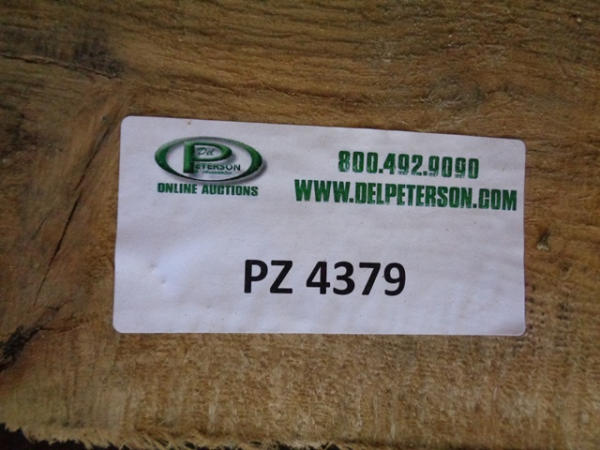 Del
PETERSON
ONLINE AUCTIONS
800.492.9090
WWW.DELPETERSON.COM
PZ 4379